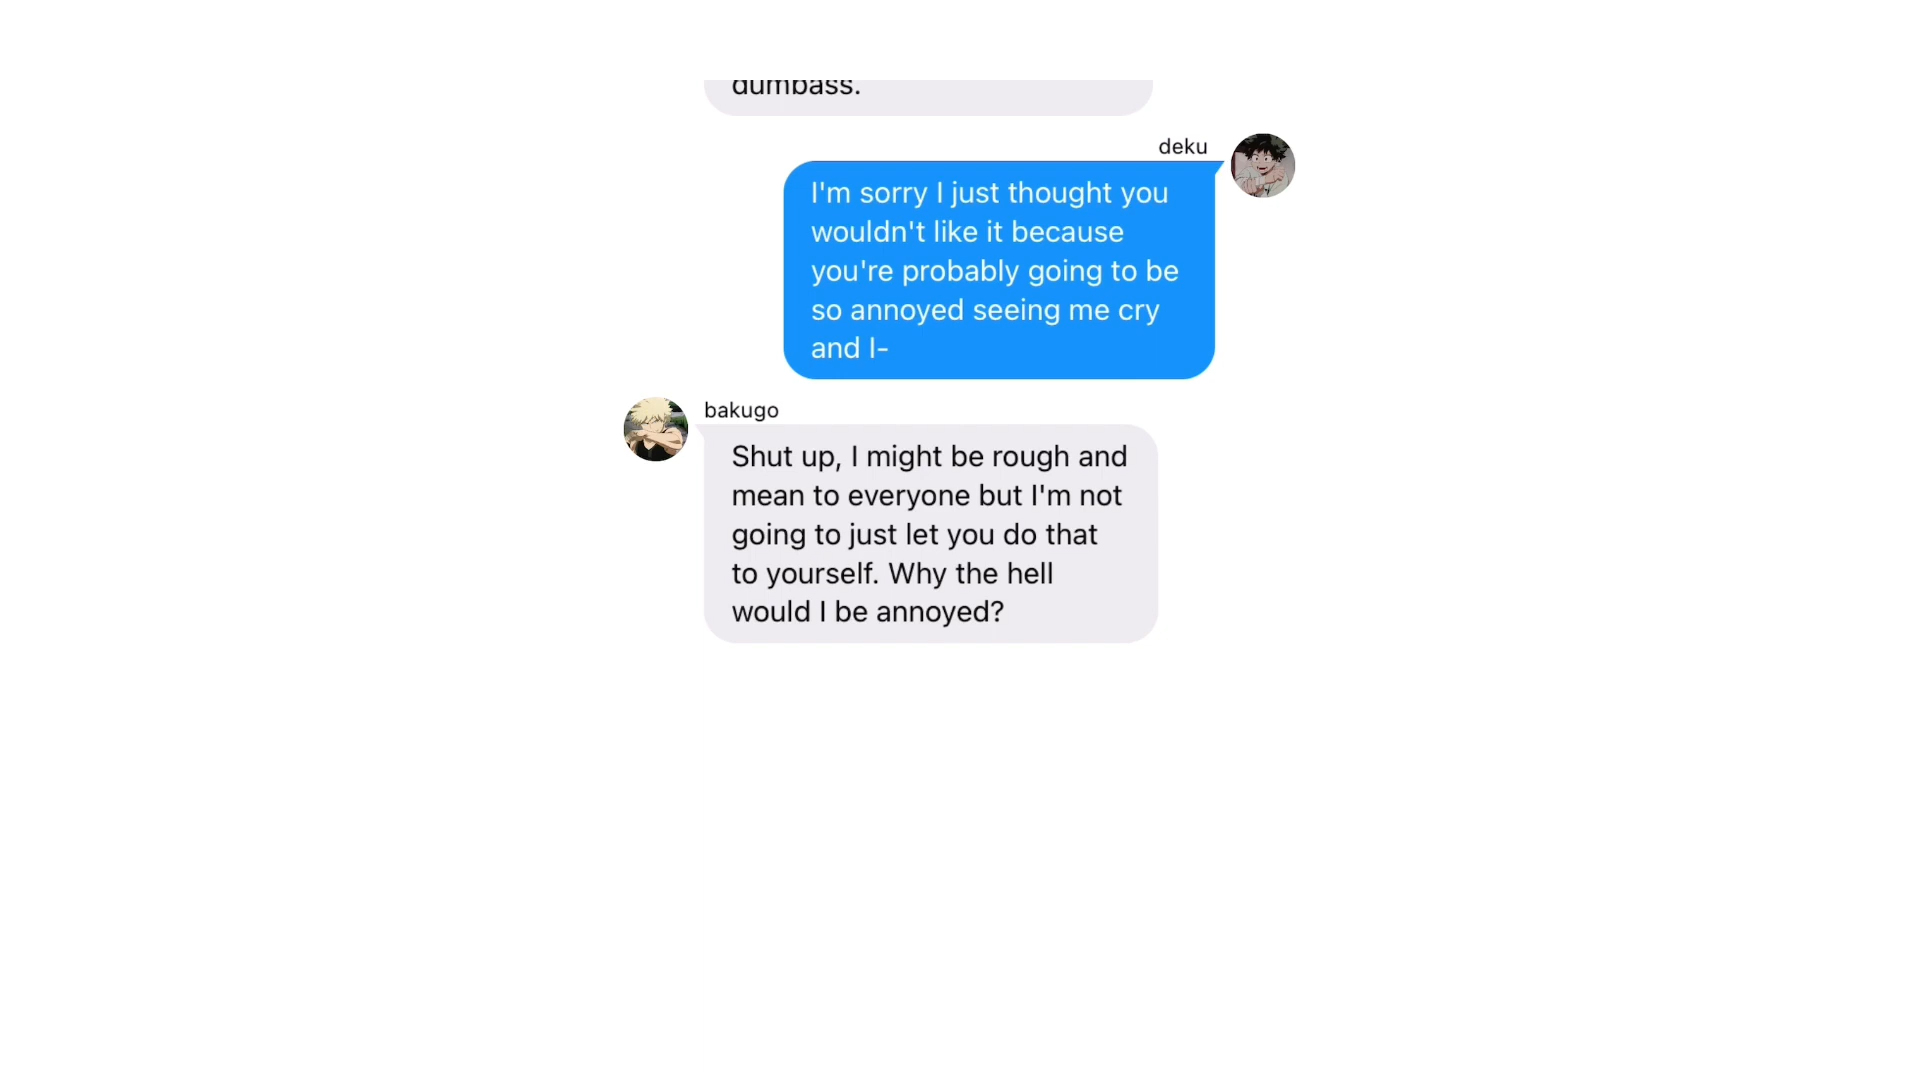 dumbass.
deku
I'm sorry I just thought you
wouldn't like it because
you're probably going to be
so annoyed seeing me cry
and I-
bakugo
Shut up, I might be rough and
mean to everyone but I'm not
going to just let you do that
to yourself. Why the hell
would I be annoyed?